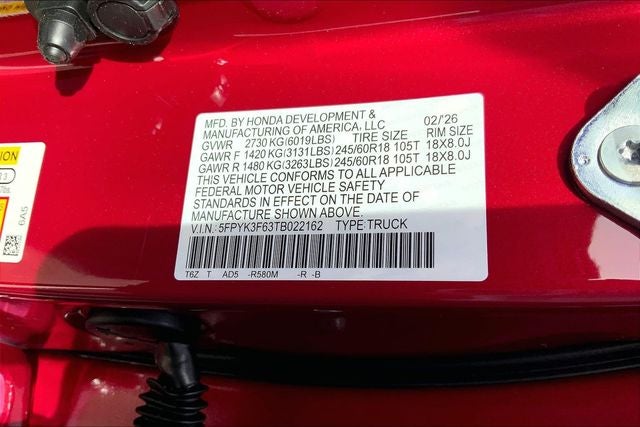 MFD. BY HONDA DEVELOPMENT &
MANUFACTURING OF AMERICA, LLC 02/'26
GVWR 2730 KG(6019LBS) TIRE SIZE RIM SIZE
GAWR F 1420 KG(3131LBS) 245/60R18 105T 18X8.0J
GAWR R 1480 KG(3263LBS) 245/60R18 105T 18X8.0J
THIS VEHICLE CONFORMS TO ALL APPLICABLE
FEDERAL MOTOR VEHICLE SAFETY
STANDARDS IN EFFECT ON THE DATE OF
MANUFACTURE SHOWN ABOVE.
V.I.N.: 5FPYK3F63TB022162 TYPE:TRUCK
T6Z T AD5 -R580M -R -B
6A5